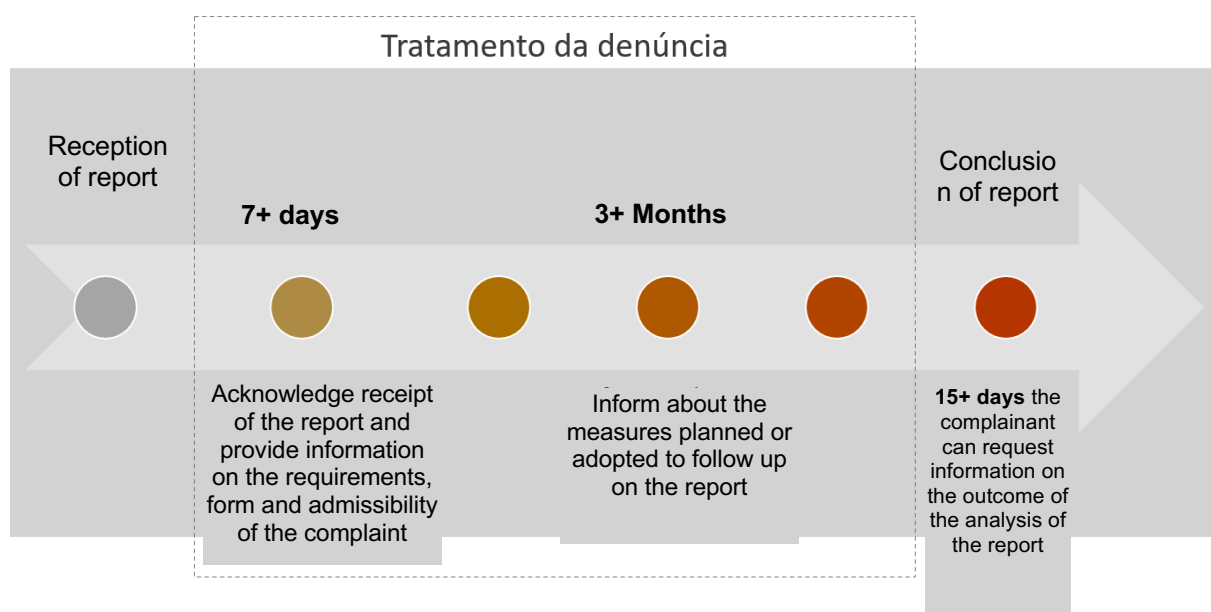 Tratamento da denúncia
Reception
of report
7+ days
3+ Months
Conclusio
n of report
Acknowledge receipt
of the report and
provide information
on the requirements,
form and admissibility
of the complaint
Inform about the
measures planned or
adopted to follow up
on the report
15+ days the
complainant
can request
information on
the outcome of
the analysis of
the report